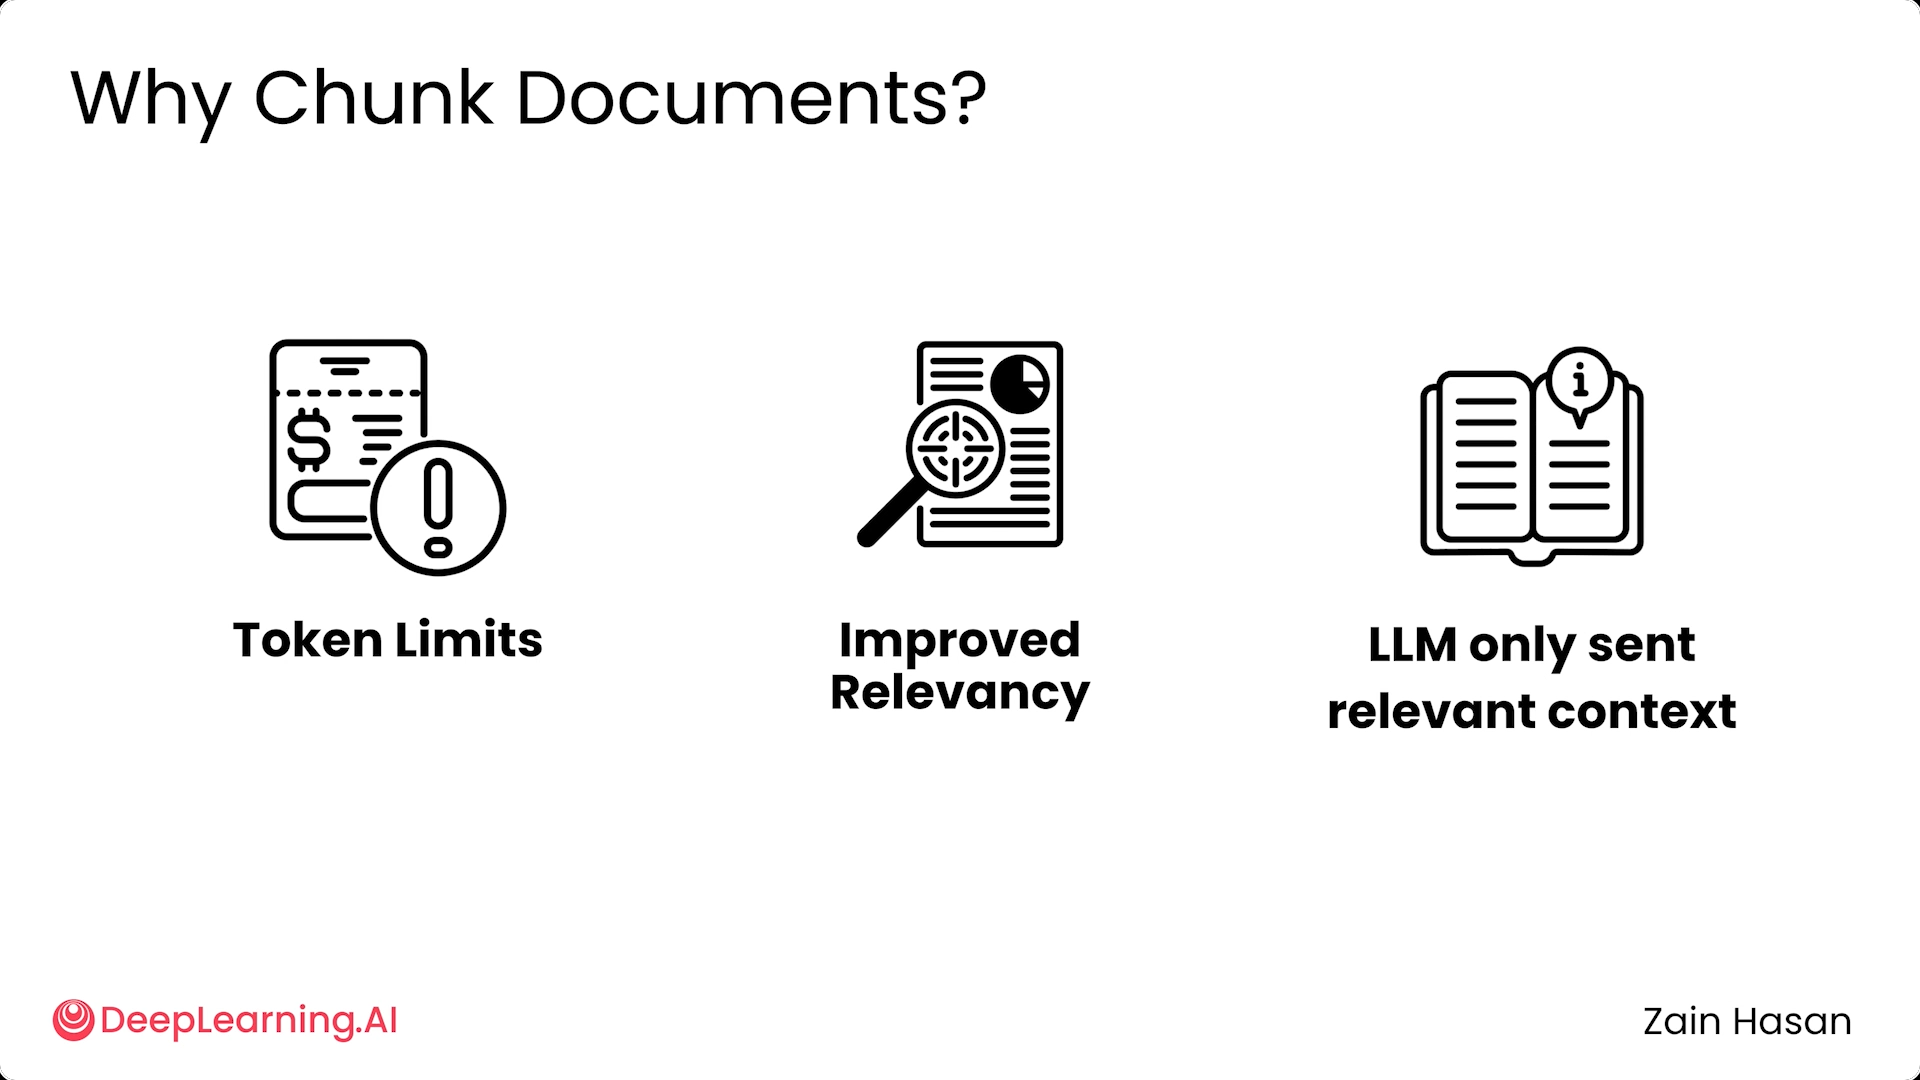 Why Chunk Documents?
Token Limits
Improved
Relevancy
LLM only sent
relevant context
DeepLearning.AI
Zain Hasan